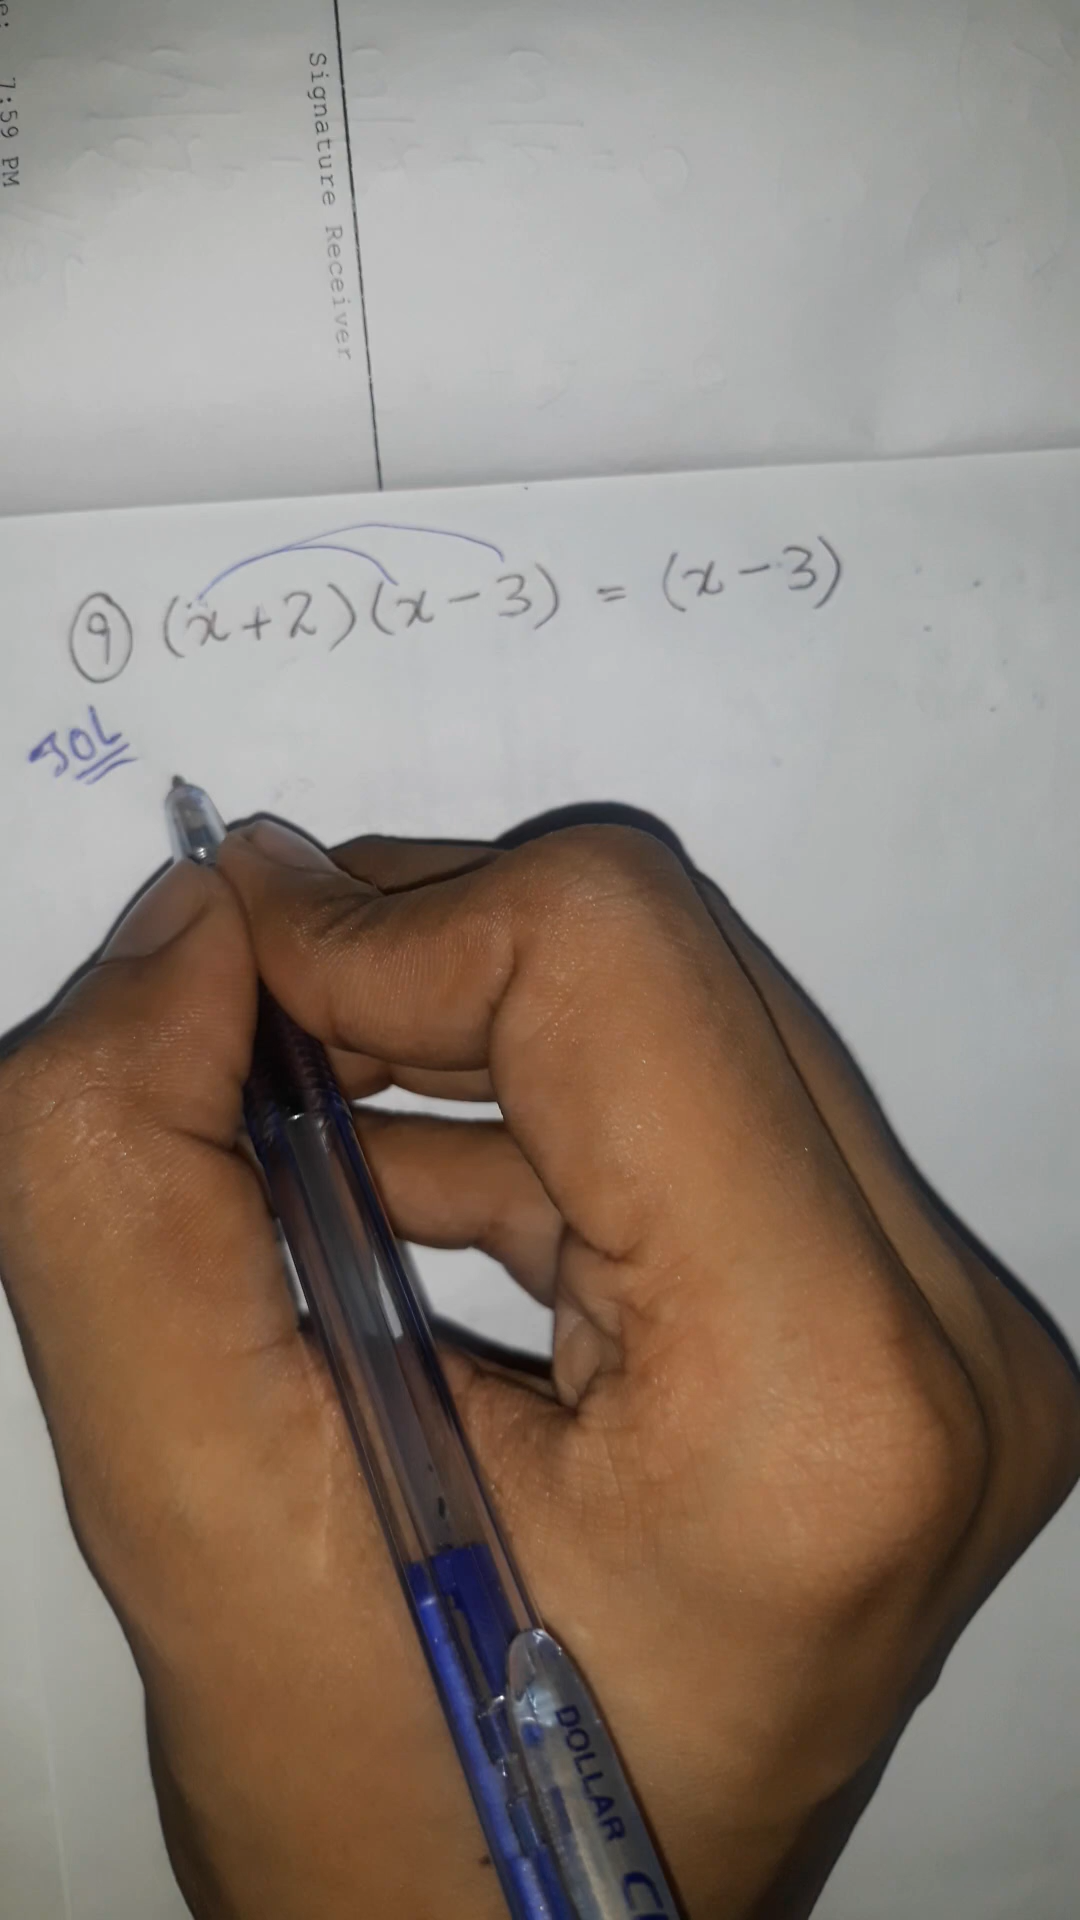 e: 7:59 PM
Signature Receiver
⑨ (x+2)(x-3) = (x-3)
SOL
DOLLAR